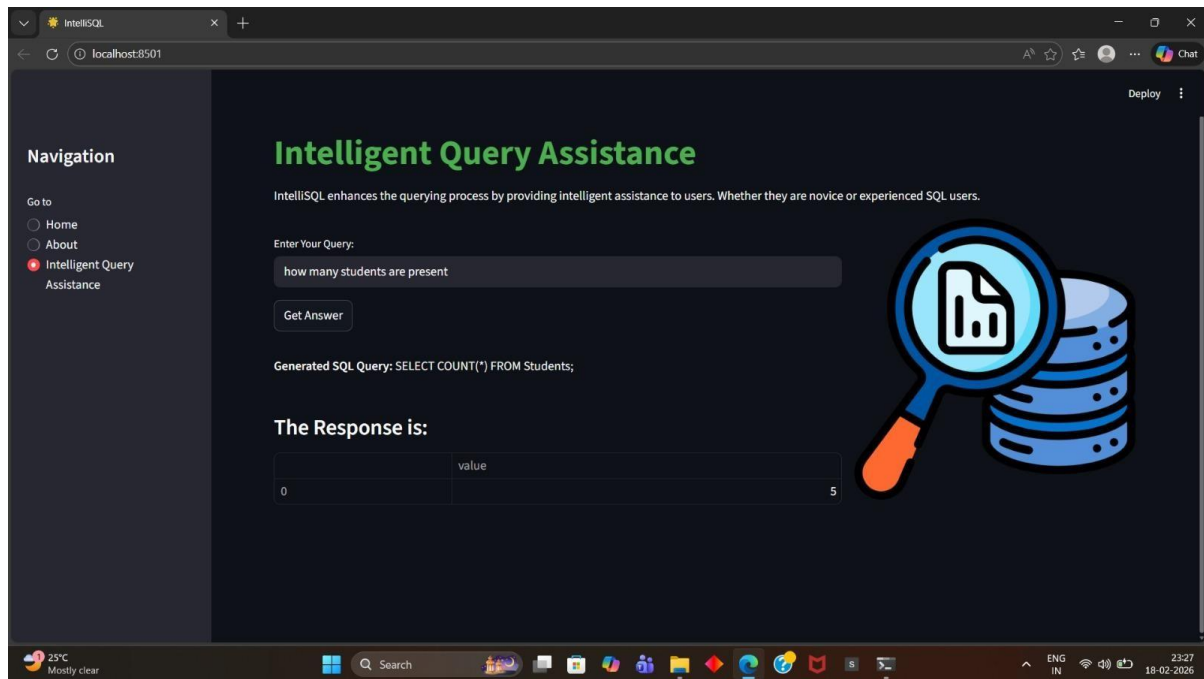 IntelliSQL
localhost:8501
Chat
Deploy
Navigation
Go to
Home
About
Intelligent Query
Assistance
Intelligent Query Assistance
IntelliSQL enhances the querying process by providing intelligent assistance to users. Whether they are novice or experienced SQL users.
Enter Your Query:
how many students are present
Get Answer
Generated SQL Query: SELECT COUNT(*) FROM Students;
The Response is:
value
0 5
1
25°C
Mostly clear
Search
ENG
IN
23:27
18-02-2026